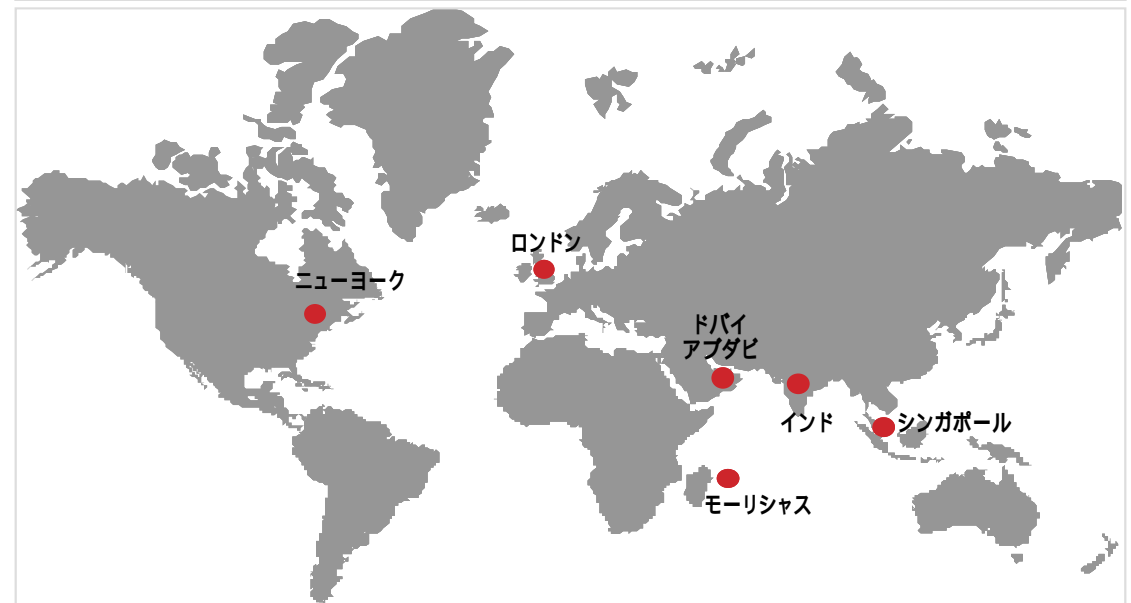 ロンドン
ニューヨーク
ドバイ
アブダビ
インド
シンガポール
モーリシャス